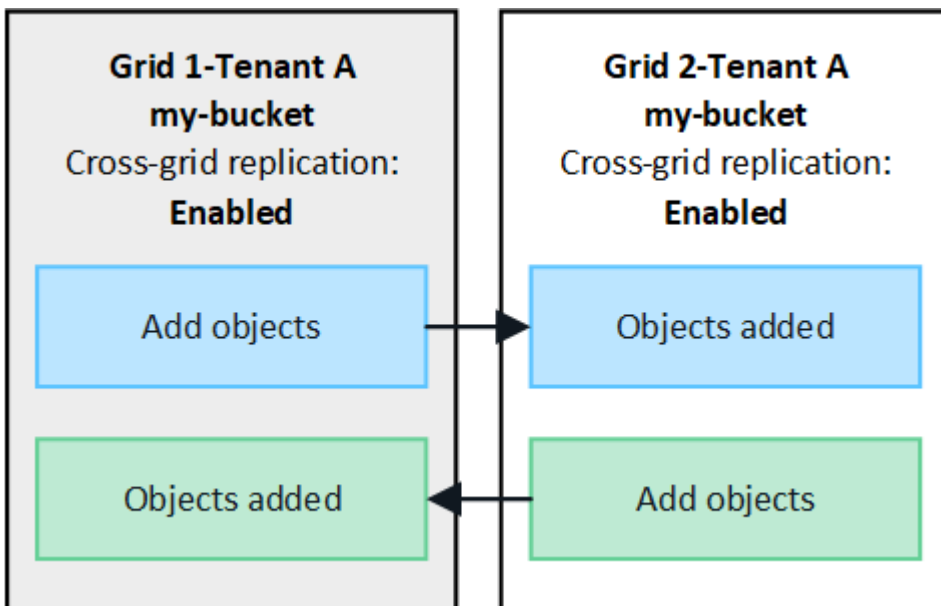 Grid 1-Tenant A
my-bucket
Cross-grid replication:
Enabled
Add objects
Objects added
Grid 2-Tenant A
my-bucket
Cross-grid replication:
Enabled
Objects added
Add objects